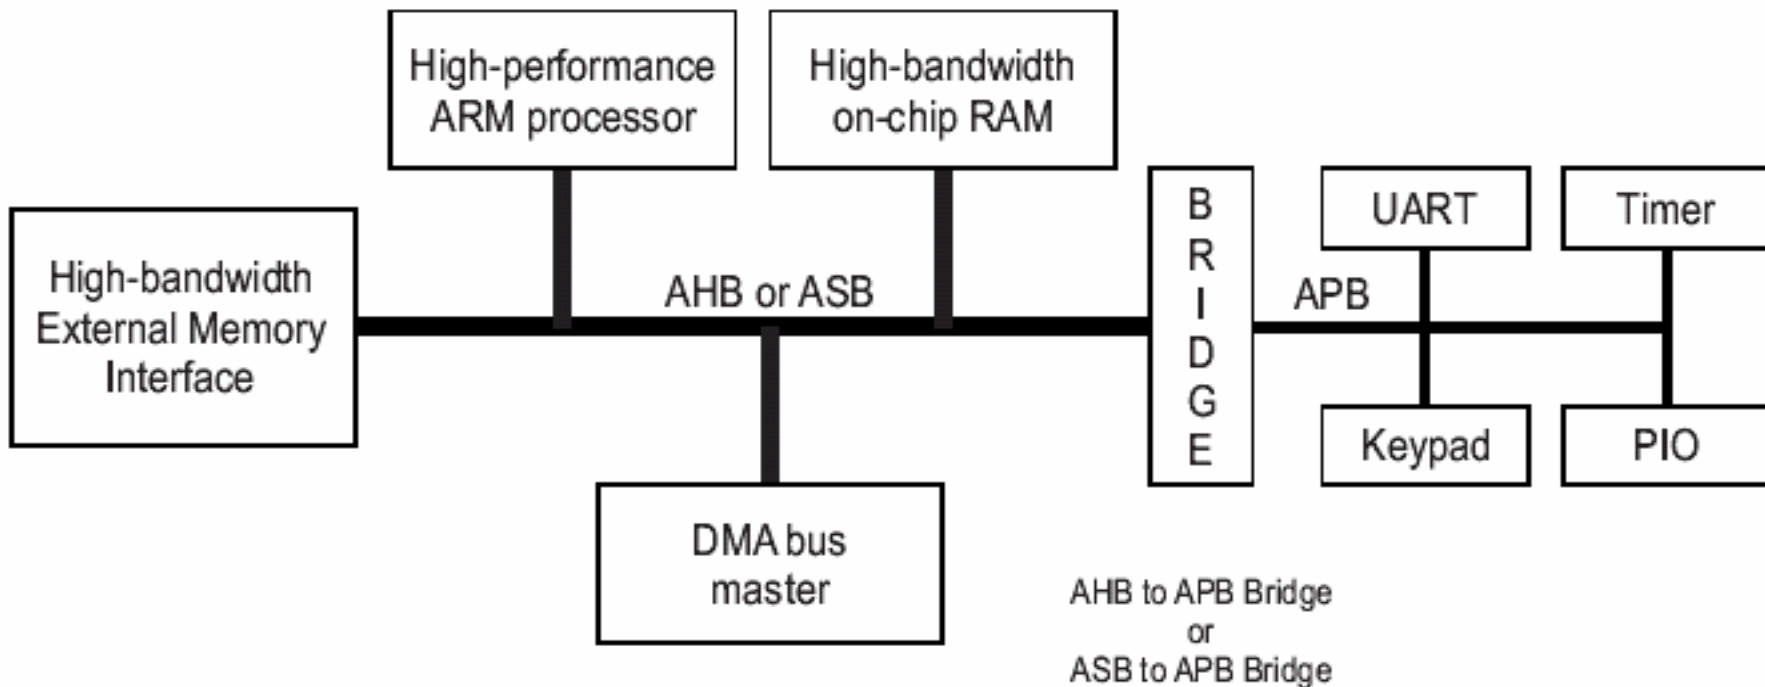 High-performance
ARM processor
High-bandwidth
on-chip RAM
High-bandwidth
External Memory
Interface
AHB or ASB
B
R
I
D
G
E
APB
UART
Timer
Keypad
PIO
DMA bus
master
AHB to APB Bridge
or
ASB to APB Bridge